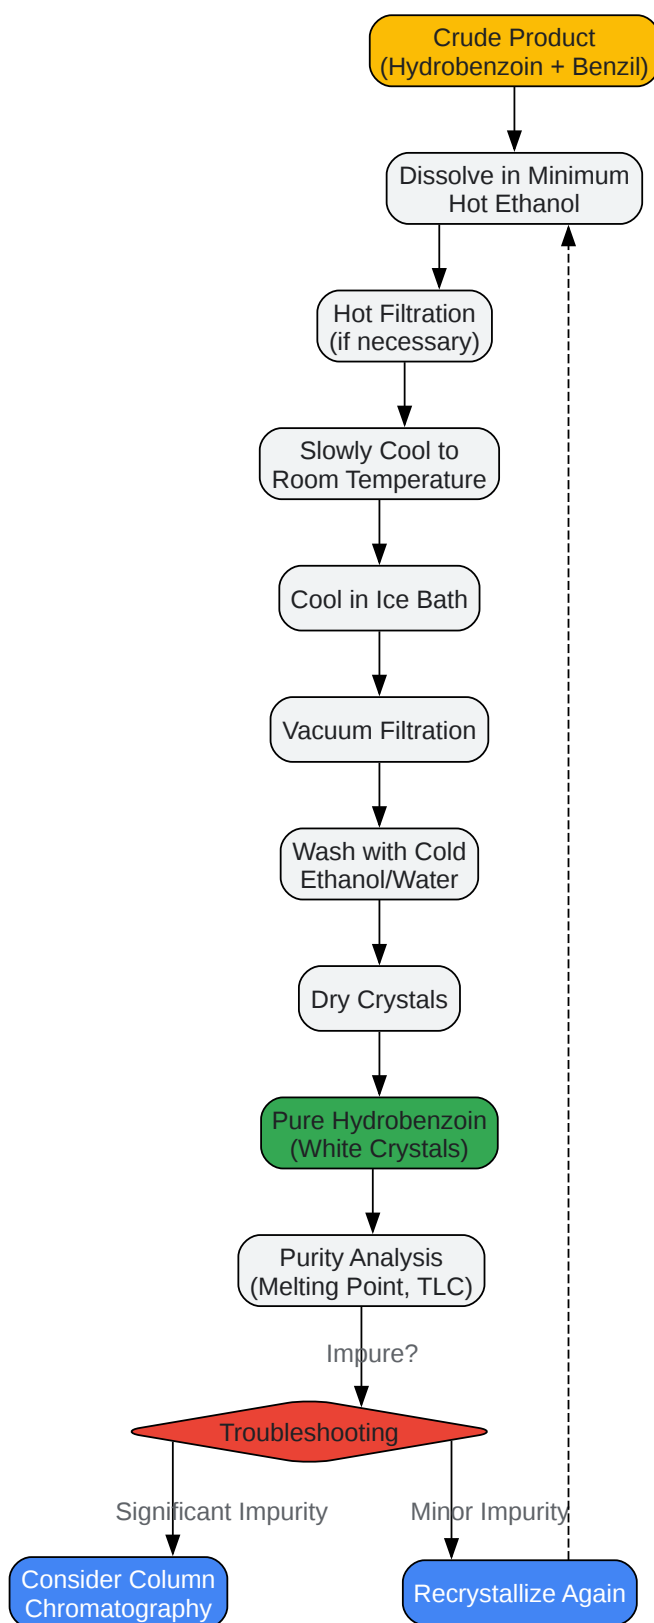 Crude Product
(Hydrobenzoin + Benzil)
Dissolve in Minimum
Hot Ethanol
Hot Filtration
(if necessary)
Slowly Cool to
Room Temperature
Cool in Ice Bath
Vacuum Filtration
Wash with Cold
Ethanol/Water
Dry Crystals
Pure Hydrobenzoin
(White Crystals)
Purity Analysis
(Melting Point, TLC)
Impure?
Troubleshooting
Significant Impurity
Minor Impurity
Consider Column
Chromatography
Recrystallize Again